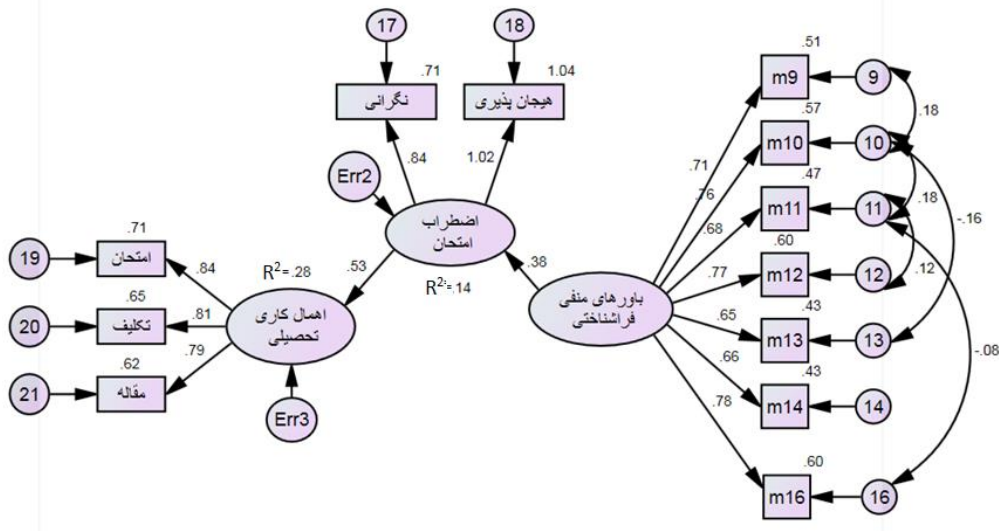 17
18
.71
1.04
نگرانی
هیجان پذیری
.84
1.02
Err2
اضطراب
امتحان
R²=.14
.53
.38
19
.71
امتحان
.84
20
.65
تکلیف
.81
21
.62
مقاله
.79
R²=.28
اهمال کاری
تحصیلی
Err3
باورهای منفی
فراشناختی
.51
m9
9
.71
.18
.57
m10
10
.76
.47
m11
11
.68
.18
-.16
.60
m12
12
.77
.12
.43
m13
13
.65
-.08
.43
m14
14
.66
.60
m16
16
.78